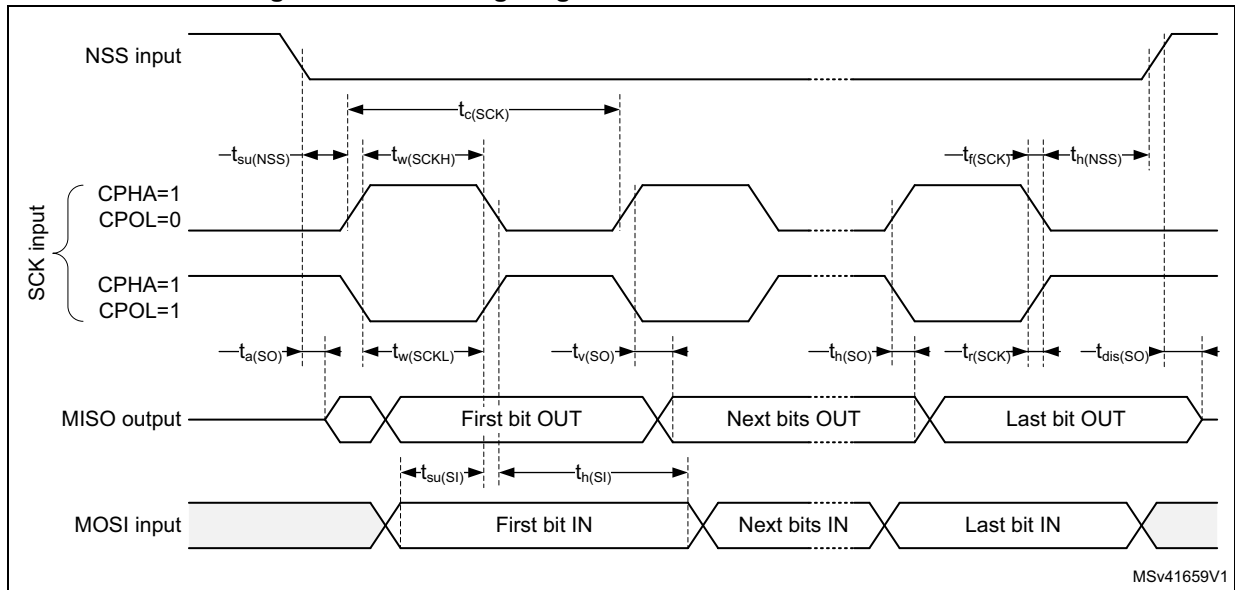 NSS input
tc(SCK)
tsu(NSS)
tw(SCKH)
tf(SCK)
th(NSS)
SCK input
CPHA=1
CPOL=0
CPHA=1
CPOL=1
ta(SO)
tw(SCKL)
tv(SO)
th(SO)
tr(SCK)
tdis(SO)
MISO output
First bit OUT
Next bits OUT
Last bit OUT
tsu(SI)
th(SI)
MOSI input
First bit IN
Next bits IN
Last bit IN
MSv41659V1